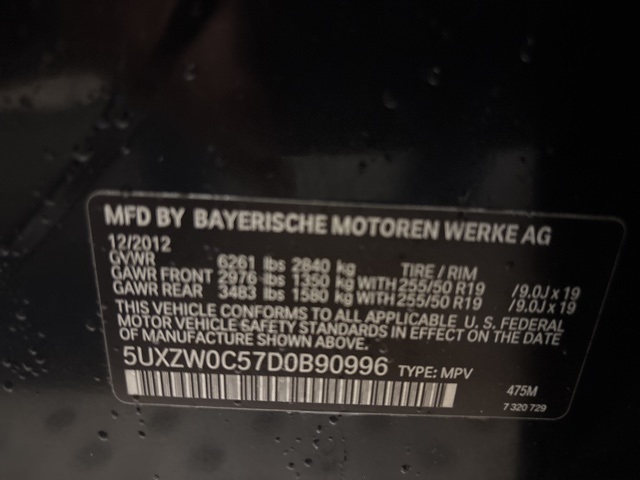 MFD BY BAYERISCHE MOTOREN WERKE AG
12/2012
GVWR 6261 lbs 2840 kg TIRE / RIM
GAWR FRONT 2976 lbs 1350 kg WITH 255/50 R19 /9.0J x 19
GAWR REAR 3483 lbs 1580 kg WITH 255/50 R19 /9.0J x 19
THIS VEHICLE CONFORMS TO ALL APPLICABLE U. S. FEDERAL
MOTOR VEHICLE SAFETY STANDARDS IN EFFECT ON THE DATE
OF MANUFACTURE SHOWN ABOVE.
5UXZW0C57D0B90996 TYPE: MPV
475M
7 320 729